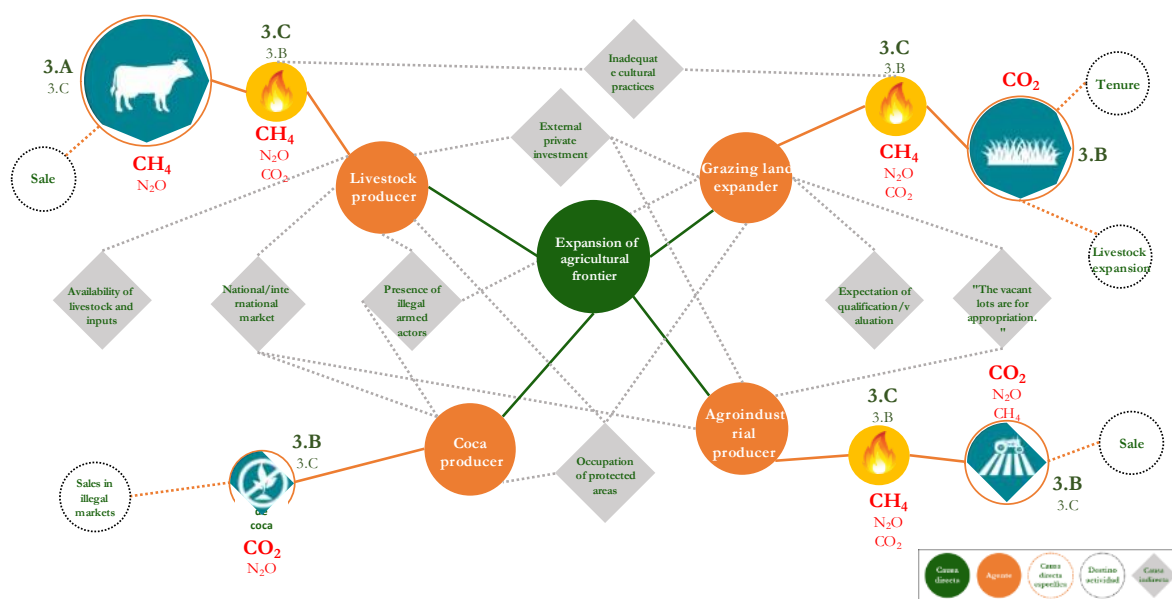 3.C
3.B
3.A
3.C
CH₄
N₂O
CH₄
N₂O
CO₂
Sale
Inadequat
e cultural
practices
External
private
investment
3.C
3.B
CH₄
N₂O
CO₂
CO₂
Tenure
3.B
Livestock
expansion
Livestock
producer
Grazing land
expander
Expansion of
agricultural
frontier
Availability of
livestock and
inputs
National/inte
rnational
market
Presence of
illegal
armed
actors
Expectation of
qualification/v
aluation
"The vacant
lots are for
appropriation.
"
CO₂
N₂O
CH₄
Coca
producer
Agroindust
rial
producer
3.C
3.B
CH₄
N₂O
CO₂
3.B
3.C
Sale
Occupation
of protected
areas
3.B
3.C
Sales in
illegal
markets
de
coca
CO₂
N₂O
Causa
directa
Agente
Causa
directa
específica
Destino
actividad
Causa
indirecta